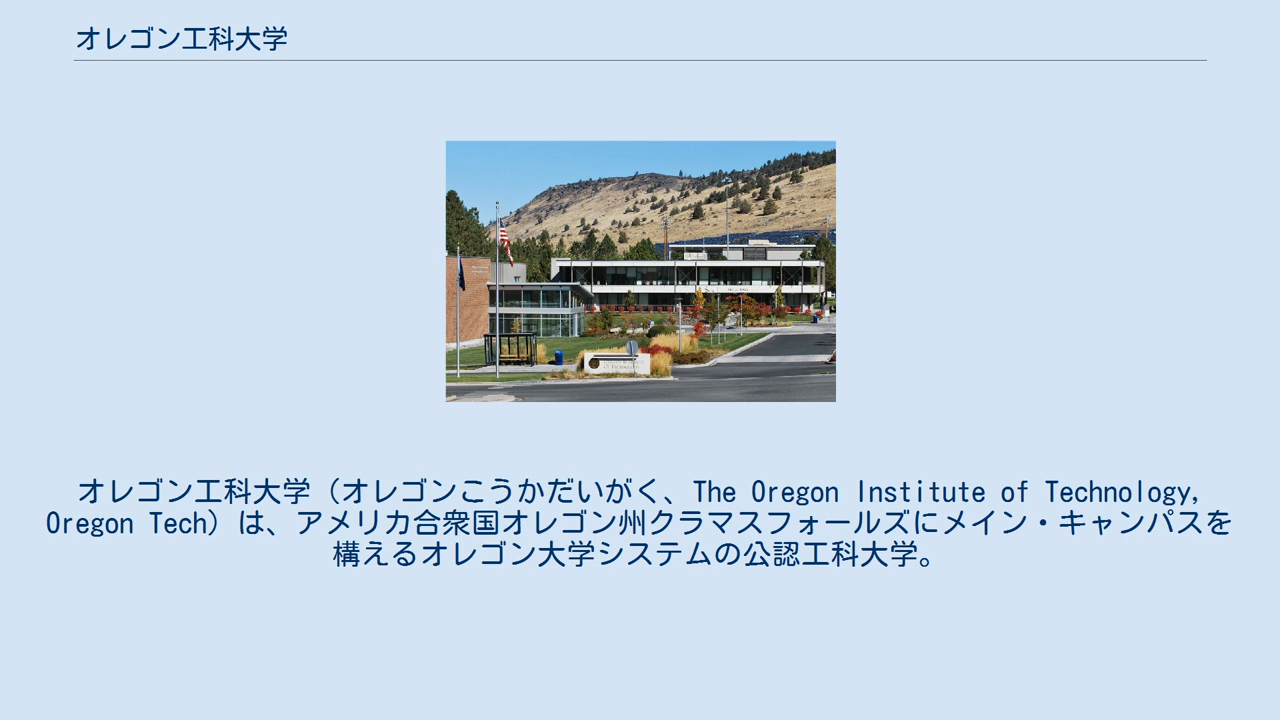 オレゴン工科大学
オレゴン工科大学（オレゴンこうかだいがく、The Oregon Institute of Technology,
Oregon Tech）は、アメリカ合衆国オレゴン州クラマスフォールズにメイン・キャンパスを
構えるオレゴン大学システムの公認工科大学。